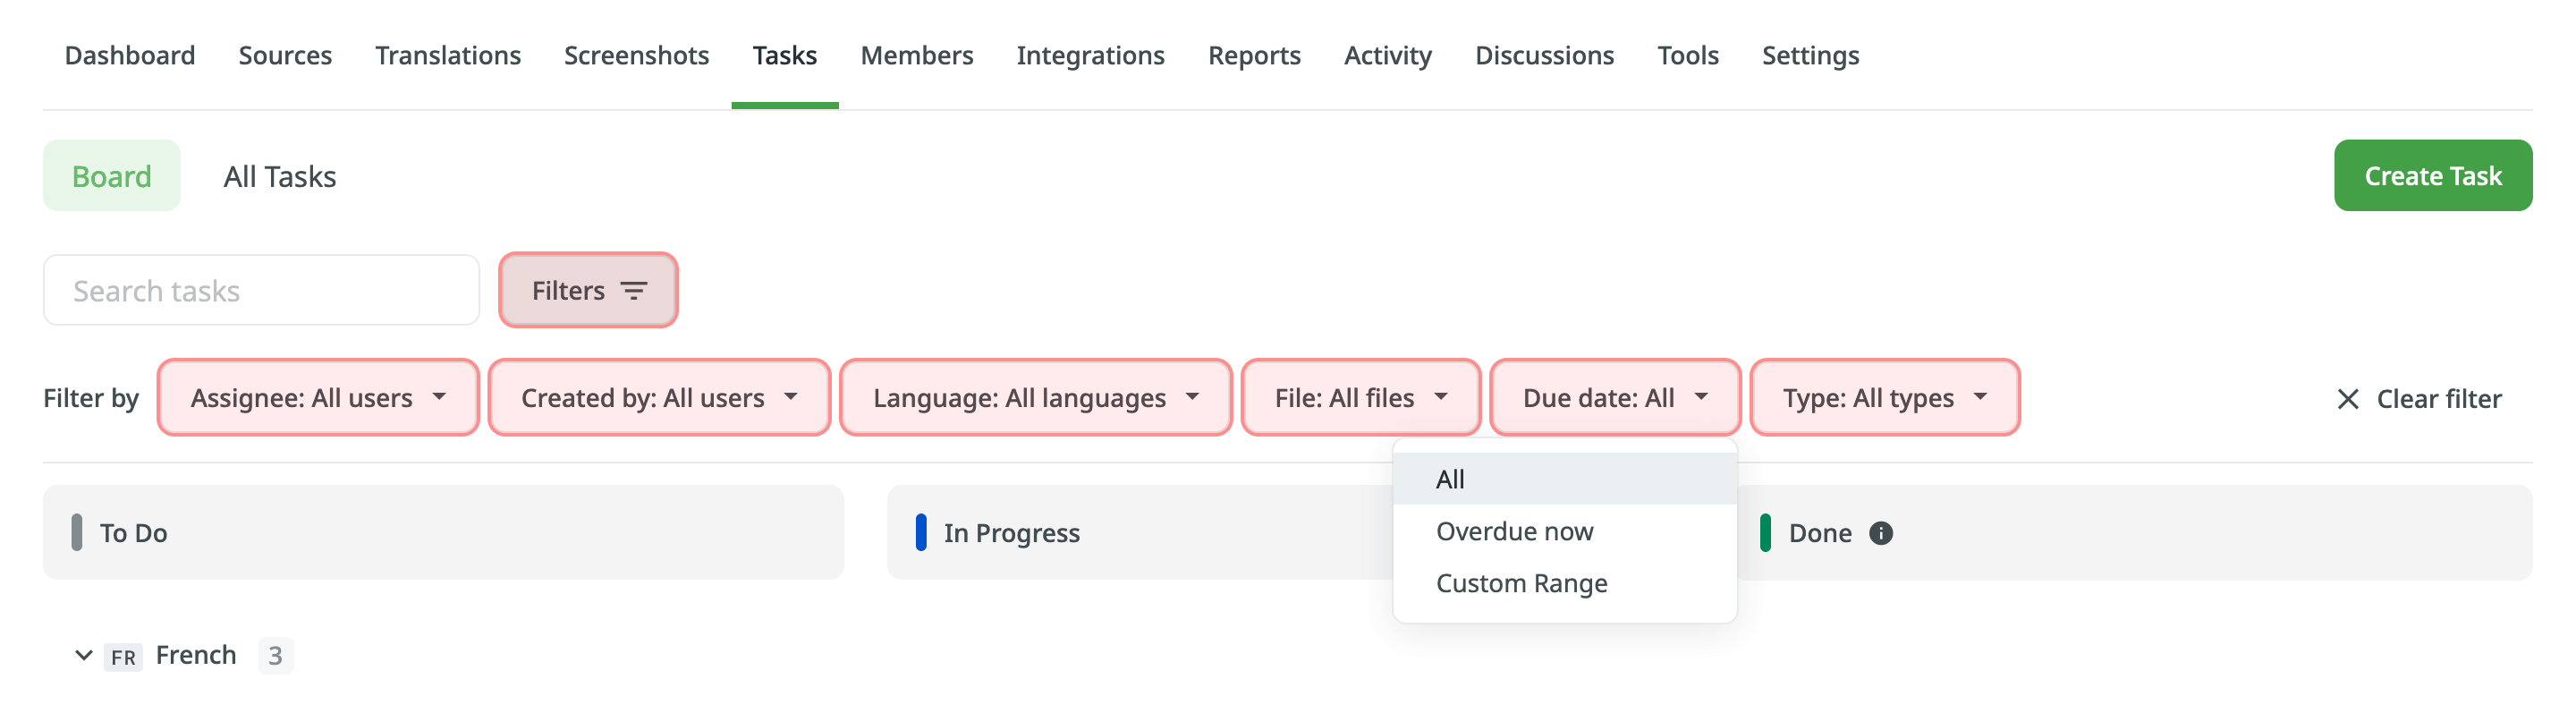 Dashboard Sources Translations Screenshots Tasks Members Integrations Reports Activity Discussions Tools Settings
Board All Tasks Create Task
Search tasks Filters
Filter by Assignee: All users Created by: All users Language: All languages File: All files Due date: All Type: All types Clear filter
All
Overdue now
Custom Range
To Do In Progress Done
FR French 3